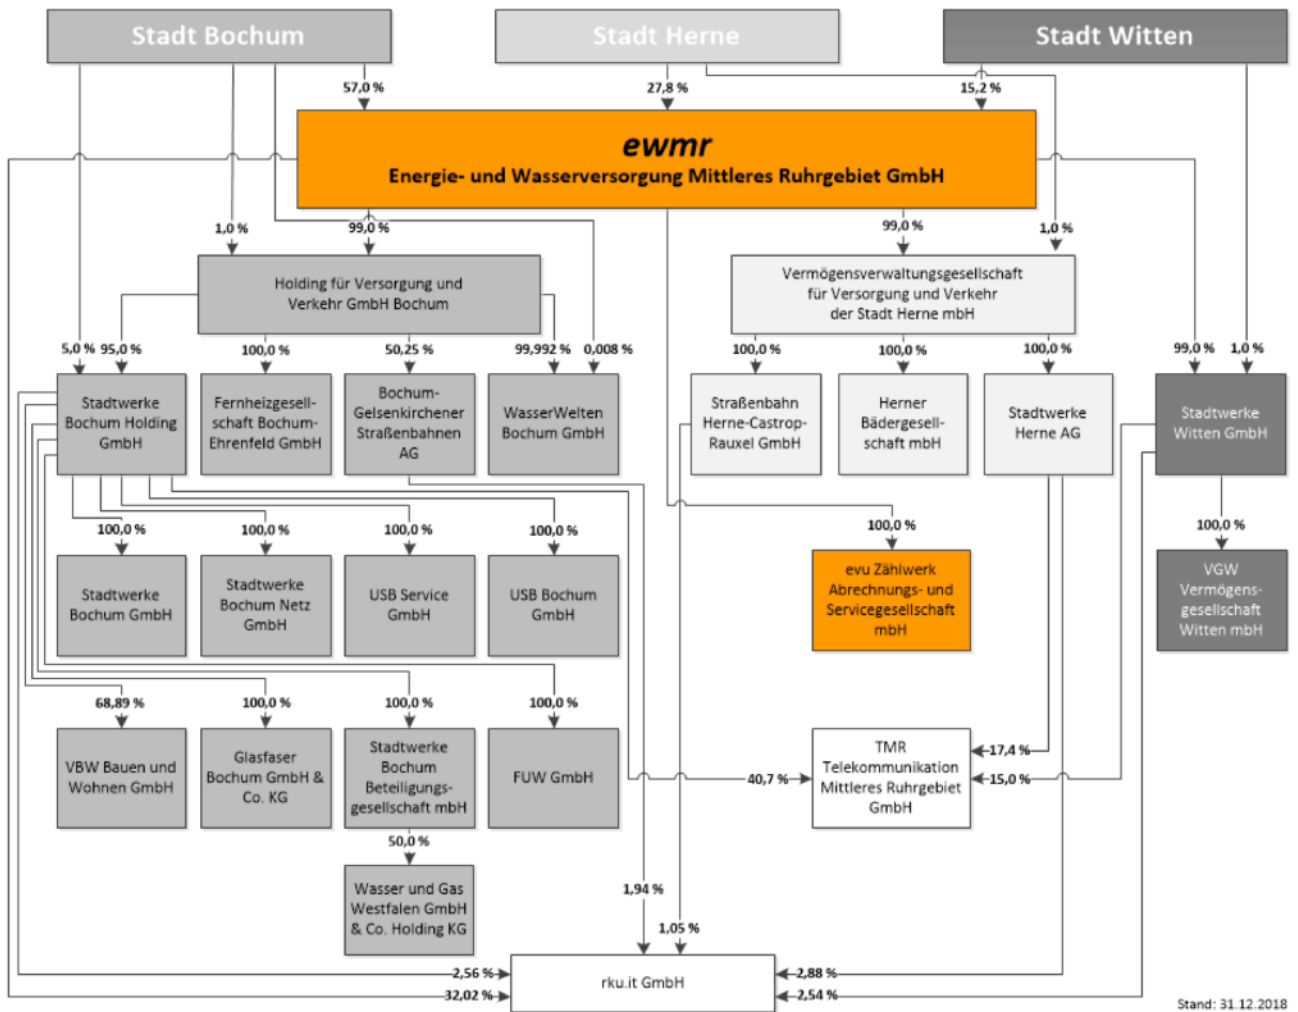 Stadt Bochum
Stadt Herne
Stadt Witten
57,0 %
27,8 %
15,2 %
ewmr
Energie- und Wasserversorgung Mittleres Ruhrgebiet GmbH
1,0 %
99,0 %
99,0 %
1,0 %
Holding für Versorgung und
Verkehr GmbH Bochum
Vermögensverwaltungsgesellschaft
für Versorgung und Verkehr
der Stadt Herne mbH
5,0 %
95,0 %
100,0 %
50,25 %
99,992 %
0,008 %
100,0 %
100,0 %
100,0 %
99,0 %
1,0 %
Stadtwerke
Bochum Holding
GmbH
Fernheizgesell-
schaft Bochum-
Ehrenfeld GmbH
Bochum-
Gelsenkirchener
Straßenbahnen
AG
WasserWelten
Bochum GmbH
Straßenbahn
Herne-Castrop-
Rauxel GmbH
Herner
Bädergesell-
schaft mbH
Stadtwerke
Herne AG
Stadtwerke
Witten GmbH
100,0 %
100,0 %
100,0 %
100,0 %
100,0 %
100,0 %
Stadtwerke
Bochum GmbH
Stadtwerke
Bochum Netz
GmbH
USB Service
GmbH
USB Bochum
GmbH
evu Zählwerk
Abrechnungs- und
Servicegesellschaft
mbH
VGW
Vermögens-
gesellschaft
Witten mbH
68,89 %
100,0 %
100,0 %
100,0 %
VBW Bauen und
Wohnen GmbH
Glasfaser
Bochum GmbH &
Co. KG
Stadtwerke
Bochum
Beteiligungs-
gesellschaft mbH
FUW GmbH
40,7 %
TMR
Telekommunikation
Mittleres Ruhrgebiet
GmbH
17,4 %
15,0 %
50,0 %
Wasser und Gas
Westfalen GmbH
& Co. Holding KG
1,94 %
1,05 %
2,56 %
32,02 %
rku.it GmbH
2,88 %
2,54 %
Stand: 31.12.2018